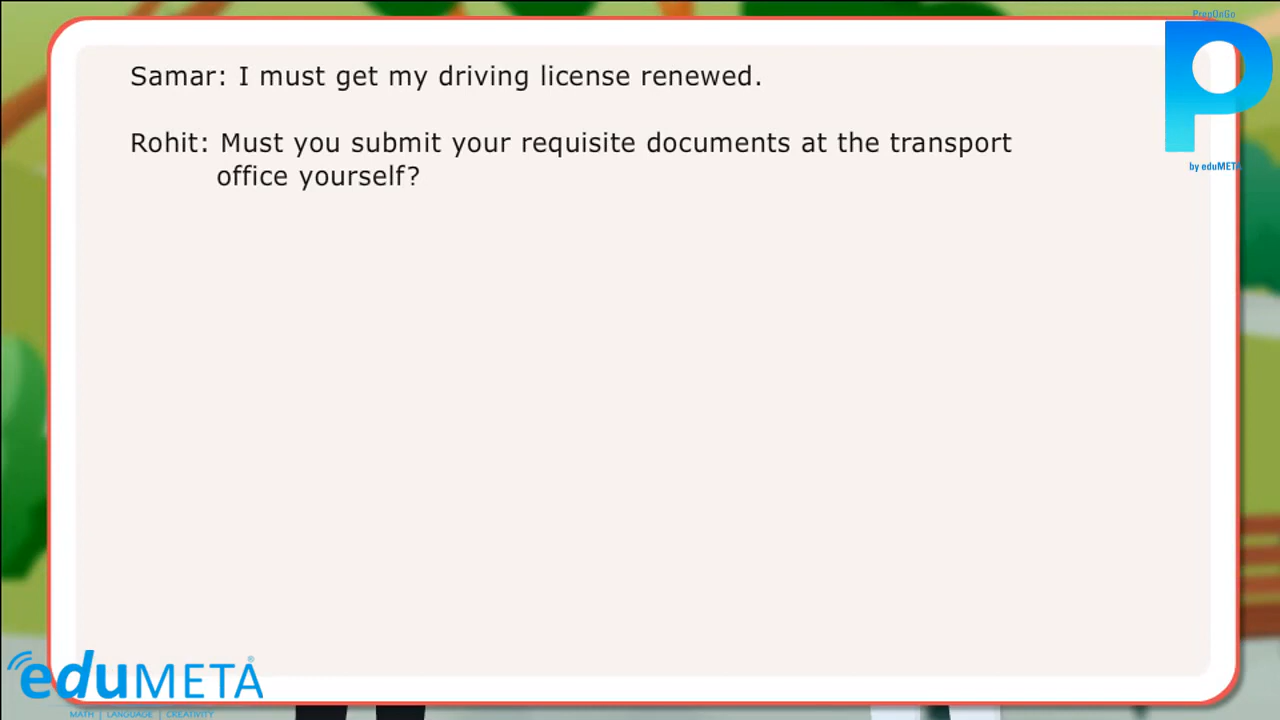 PrepOnGo
Samar: I must get my driving license renewed.
Rohit: Must you submit your requisite documents at the transport
office yourself?
by eduMETA
eduMETA®
MATH | LANGUAGE | CREATIVITY